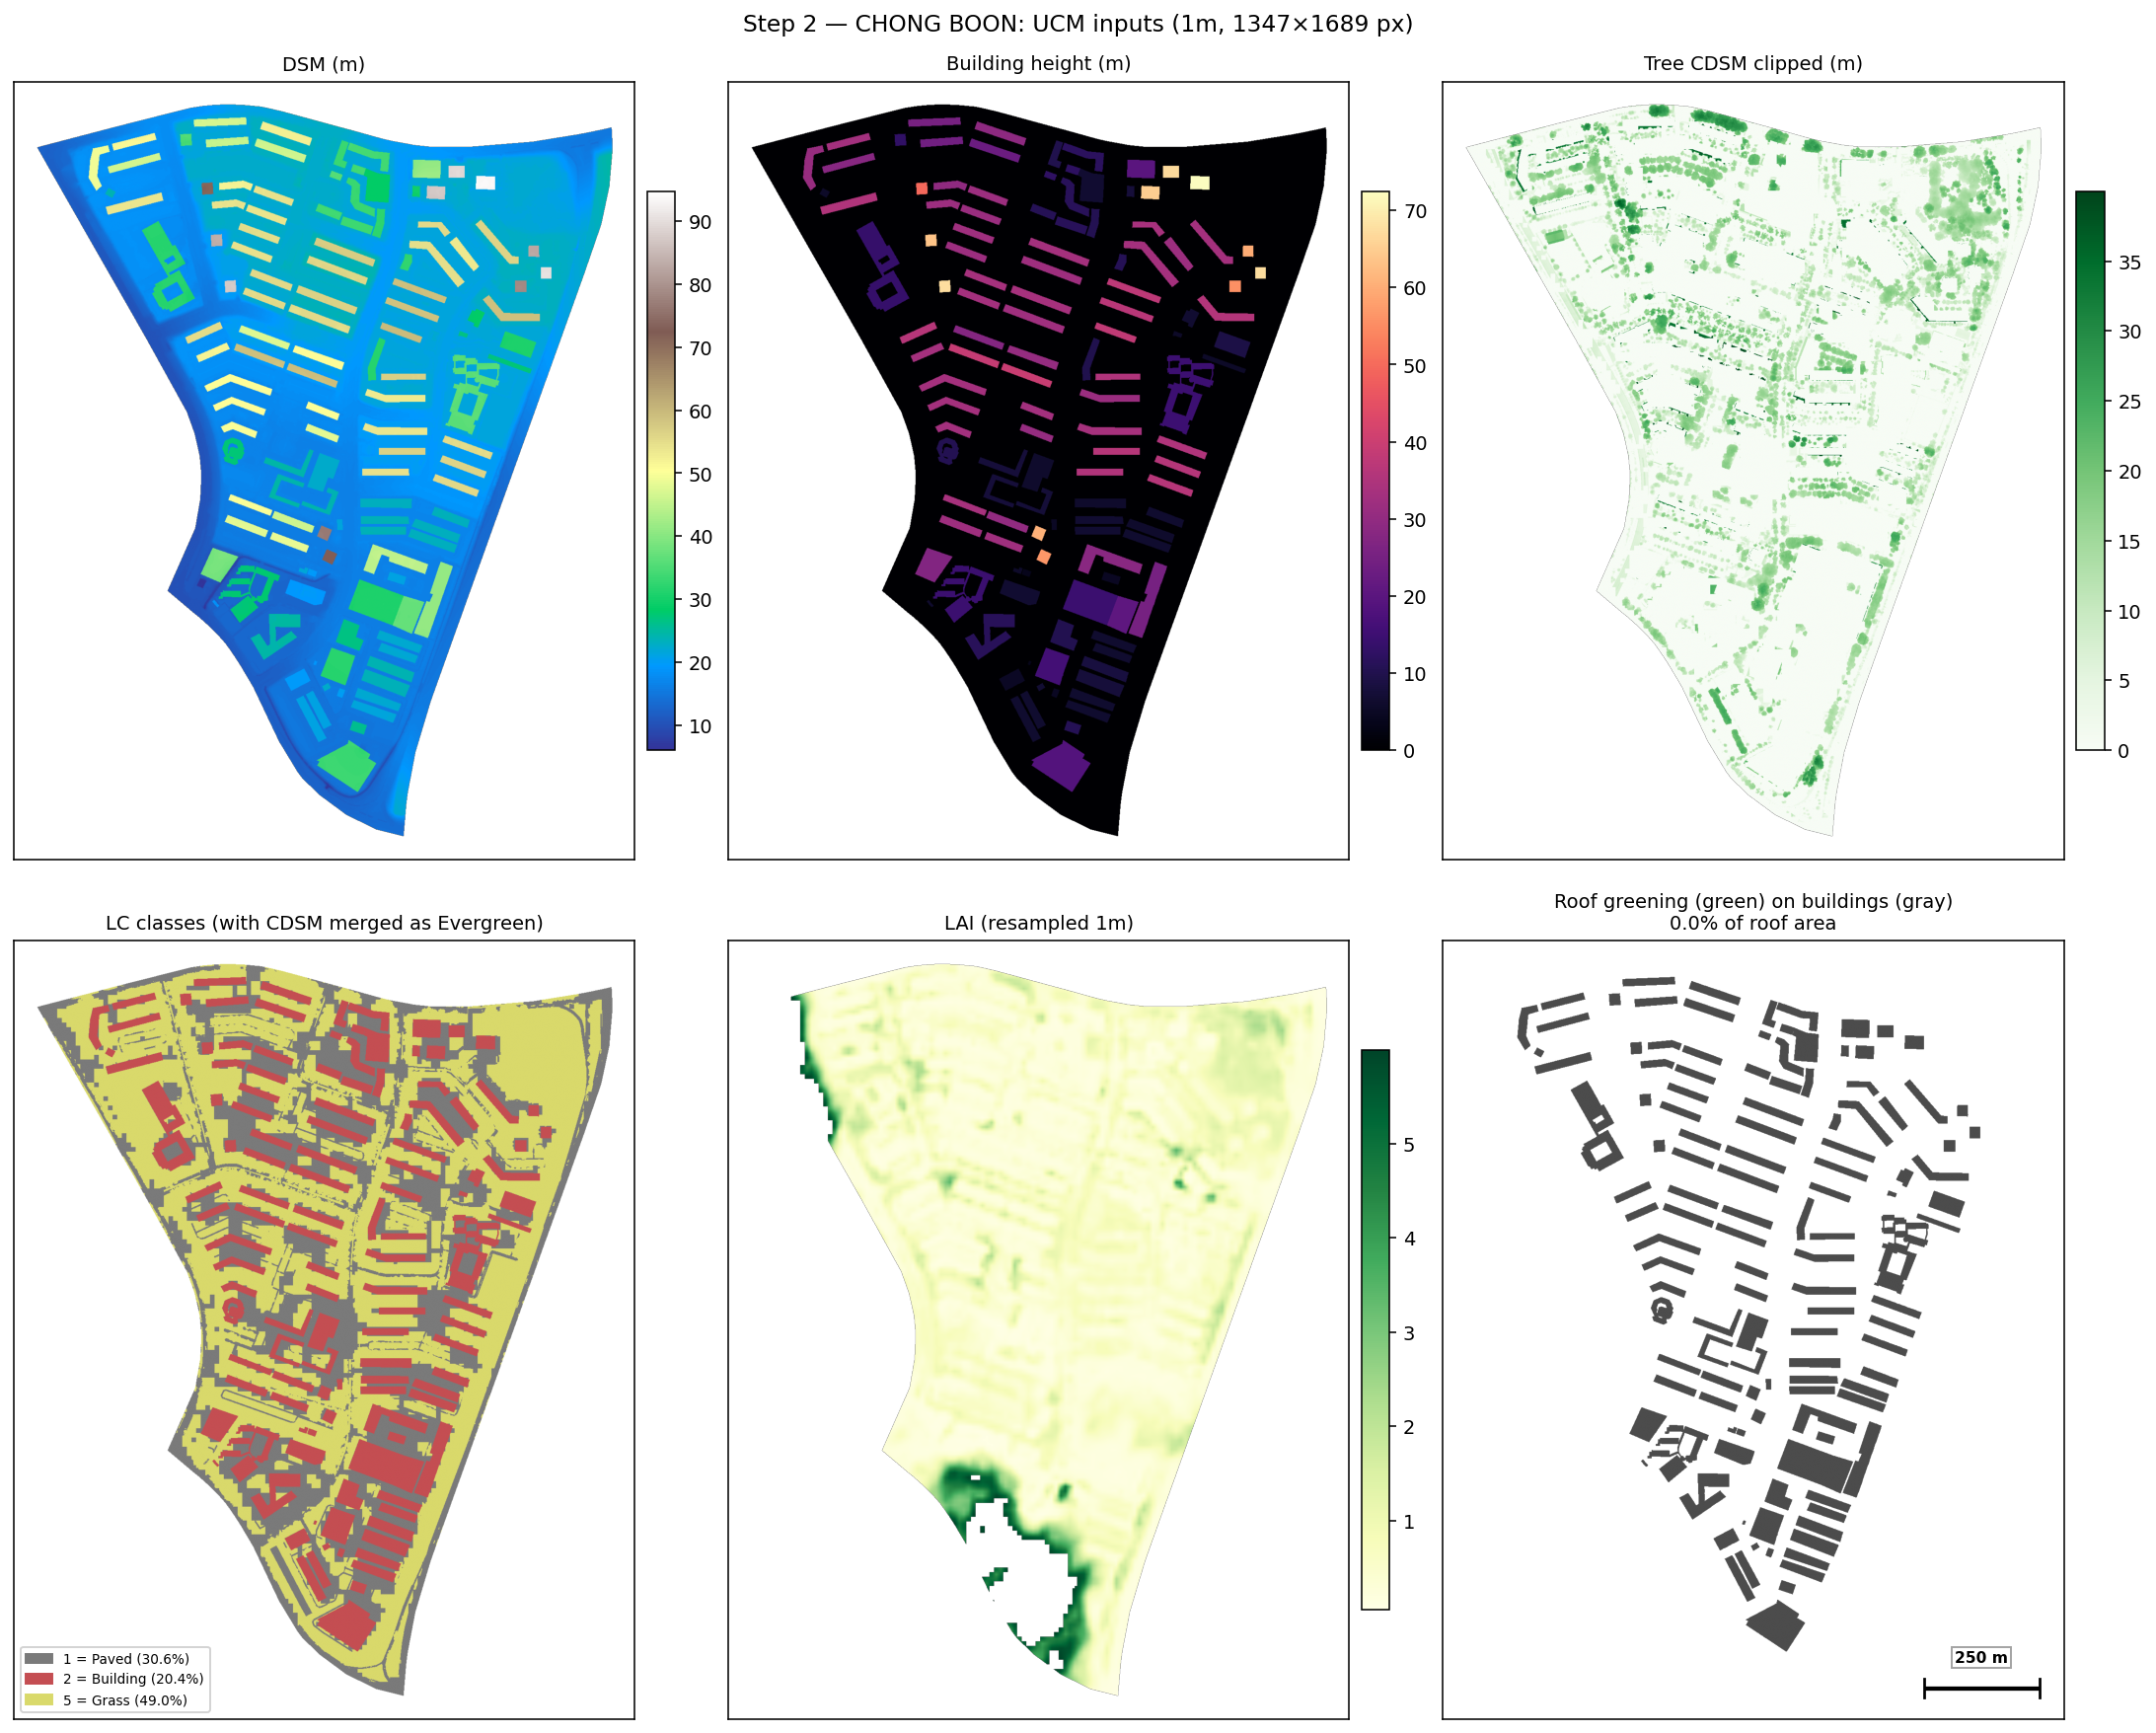 Step 2 — CHONG BOON: UCM inputs (1m, 1347×1689 px)
DSM (m)
Building height (m)
Tree CDSM clipped (m)
90
80
70
60
50
40
30
20
10
70
60
50
40
30
20
10
0
35
30
25
20
15
10
5
0
LC classes (with CDSM merged as Evergreen)
LAI (resampled 1m)
Roof greening (green) on buildings (gray)
0.0% of roof area
1 = Paved (30.6%)
2 = Building (20.4%)
5 = Grass (49.0%)
5
4
3
2
1
250 m